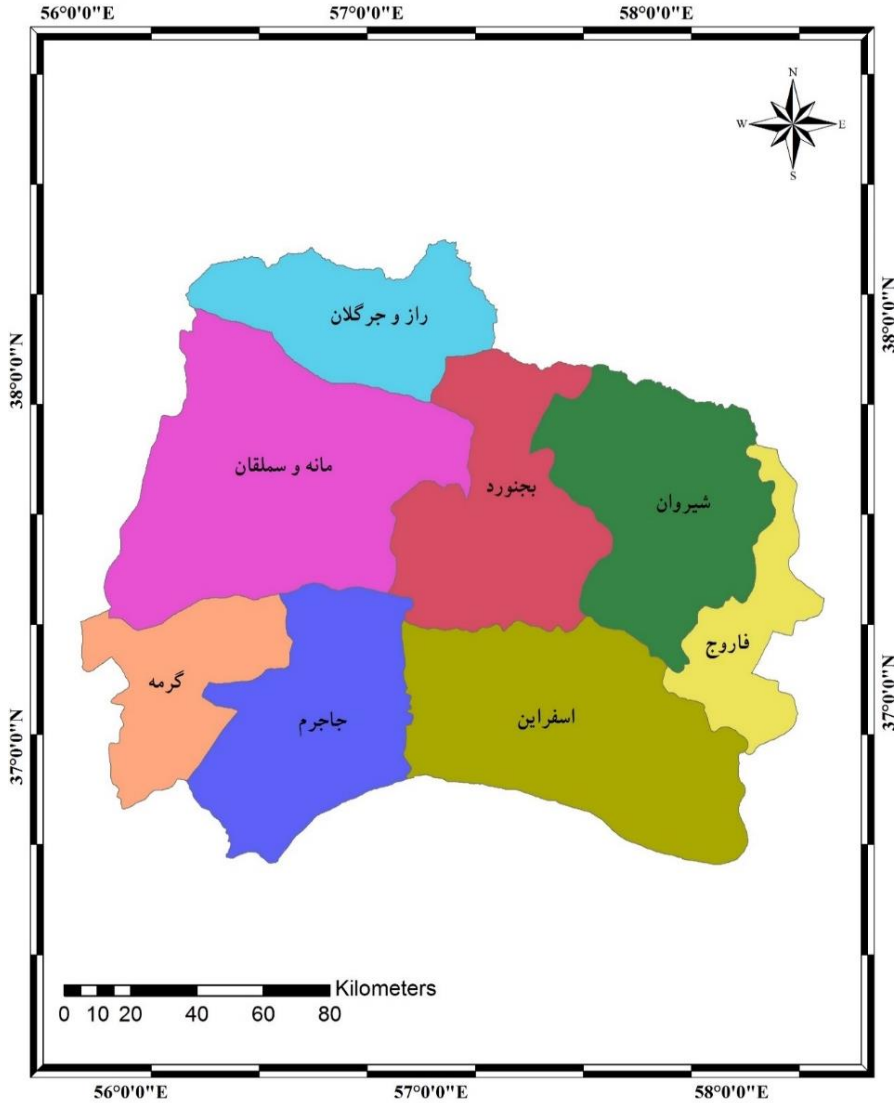 56°0'0"E 57°0'0"E 58°0'0"E
N
W E
S
38°0'0"N
38°0'0"N
راز و جرگلان
مانه و سملقان
بجنورد
شیروان
فاروج
گرمه
جاجرم
اسفراین
37°0'0"N
37°0'0"N
Kilometers
0 10 20 40 60 80
56°0'0"E 57°0'0"E 58°0'0"E